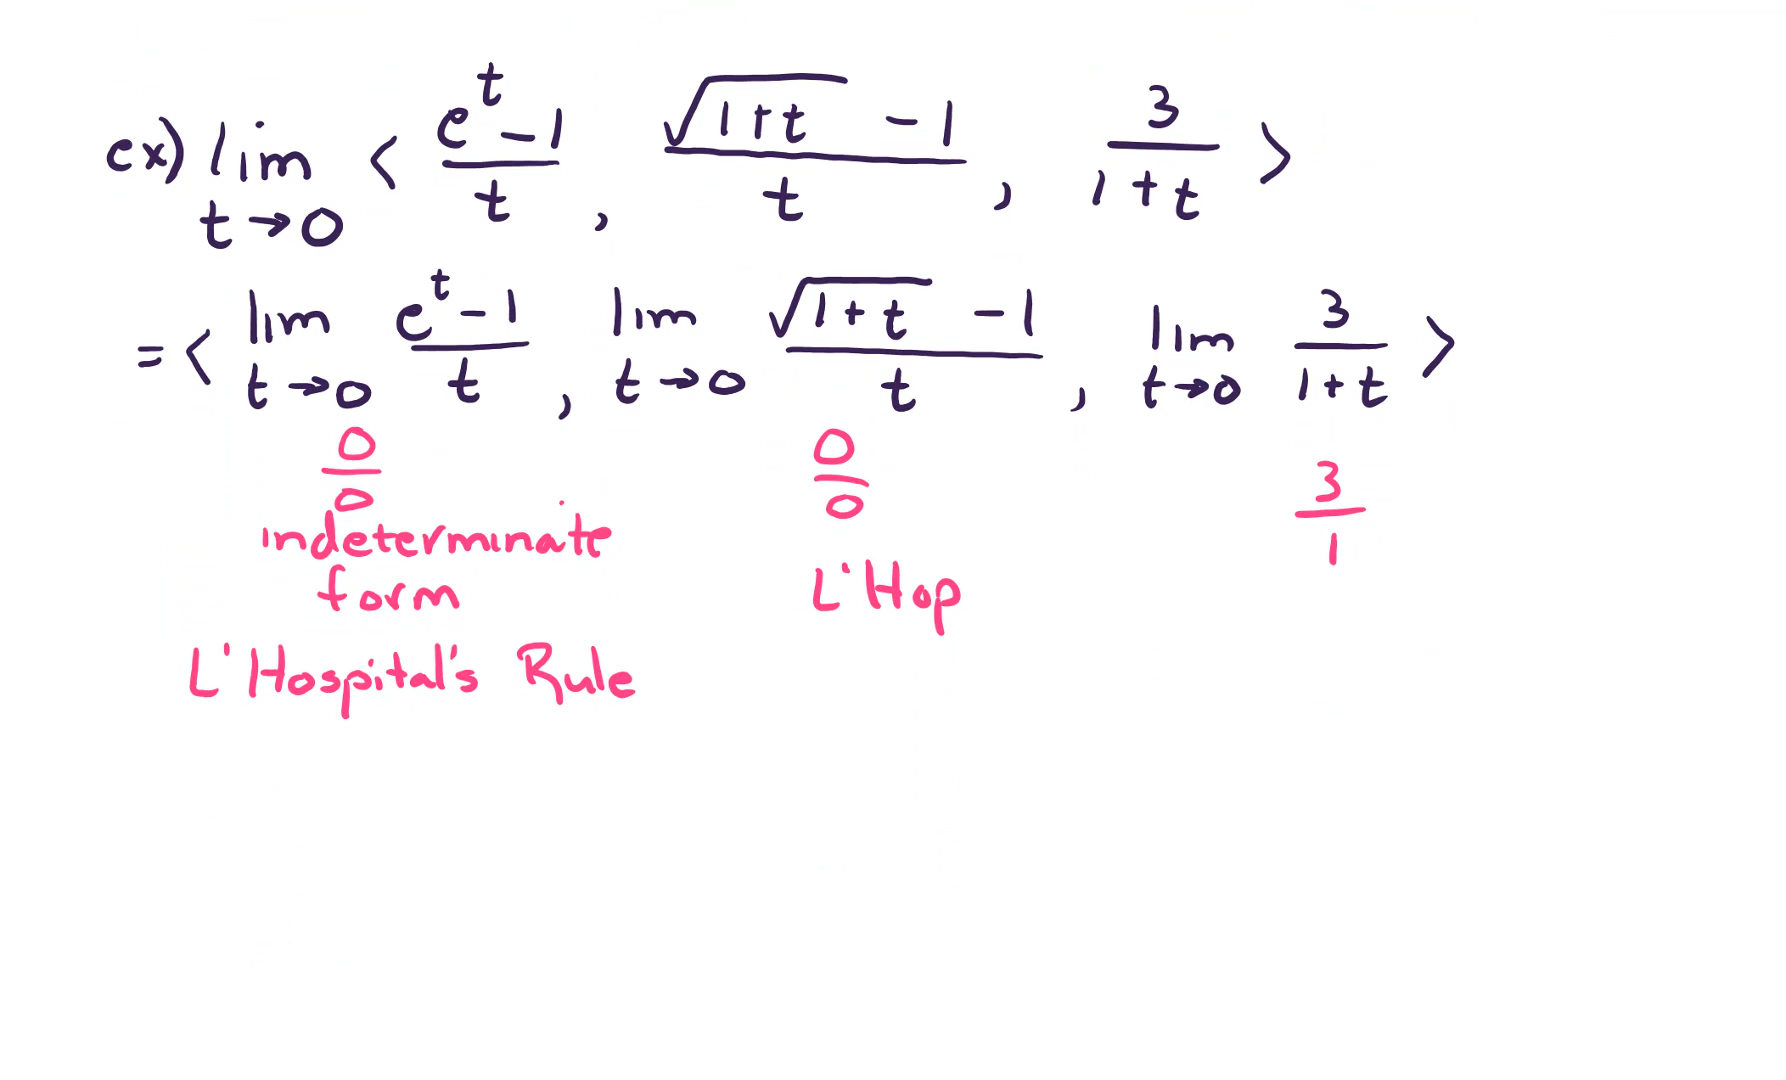 ex) lim t→0 < (e^t - 1)/t , (√(1+t) - 1)/t , 3/(1+t) >
= < lim t→0 (e^t - 1)/t , lim t→0 (√(1+t) - 1)/t , lim t→0 3/(1+t) >
0/0 0/0 3/1
indeterminate
form
L'Hop
L'Hospital's Rule